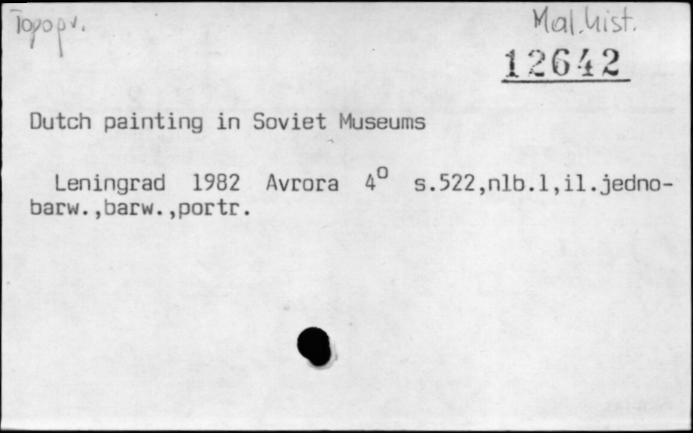 Mal.hist.
12642
Dutch painting in Soviet Museums
Leningrad 1982 Avrora 4° s.522,nlb.1,il.jedno-
barw.,barw.,portr.